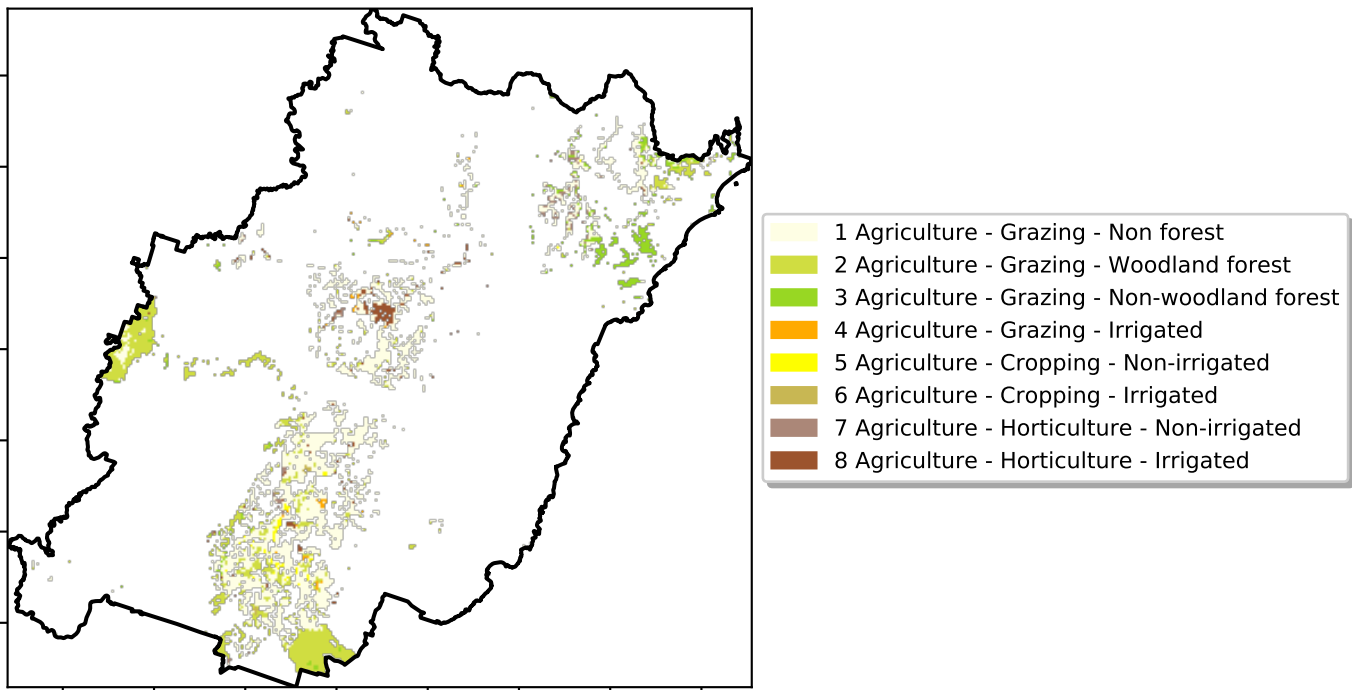 1 Agriculture - Grazing - Non forest
2 Agriculture - Grazing - Woodland forest
3 Agriculture - Grazing - Non-woodland forest
4 Agriculture - Grazing - Irrigated
5 Agriculture - Cropping - Non-irrigated
6 Agriculture - Cropping - Irrigated
7 Agriculture - Horticulture - Non-irrigated
8 Agriculture - Horticulture - Irrigated